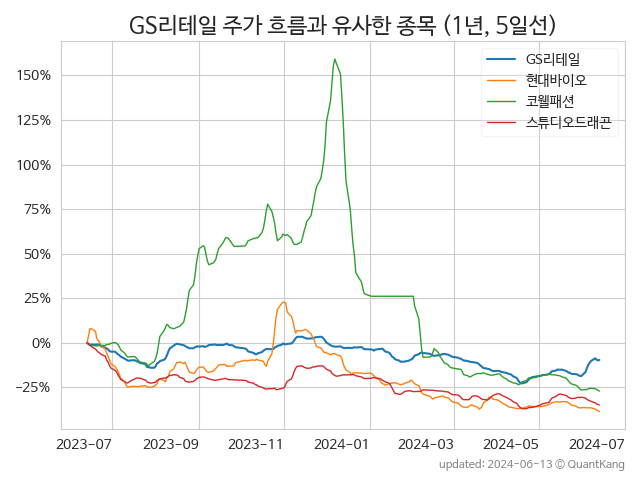 GS리테일 주가 흐름과 유사한 종목 (1년, 5일선)
GS리테일
현대바이오
코웰패션
스튜디오드래곤
150%
125%
100%
75%
50%
25%
0%
−25%
2023-07 2023-09 2023-11 2024-01 2024-03 2024-05 2024-07
updated: 2024-06-13 © QuantKang